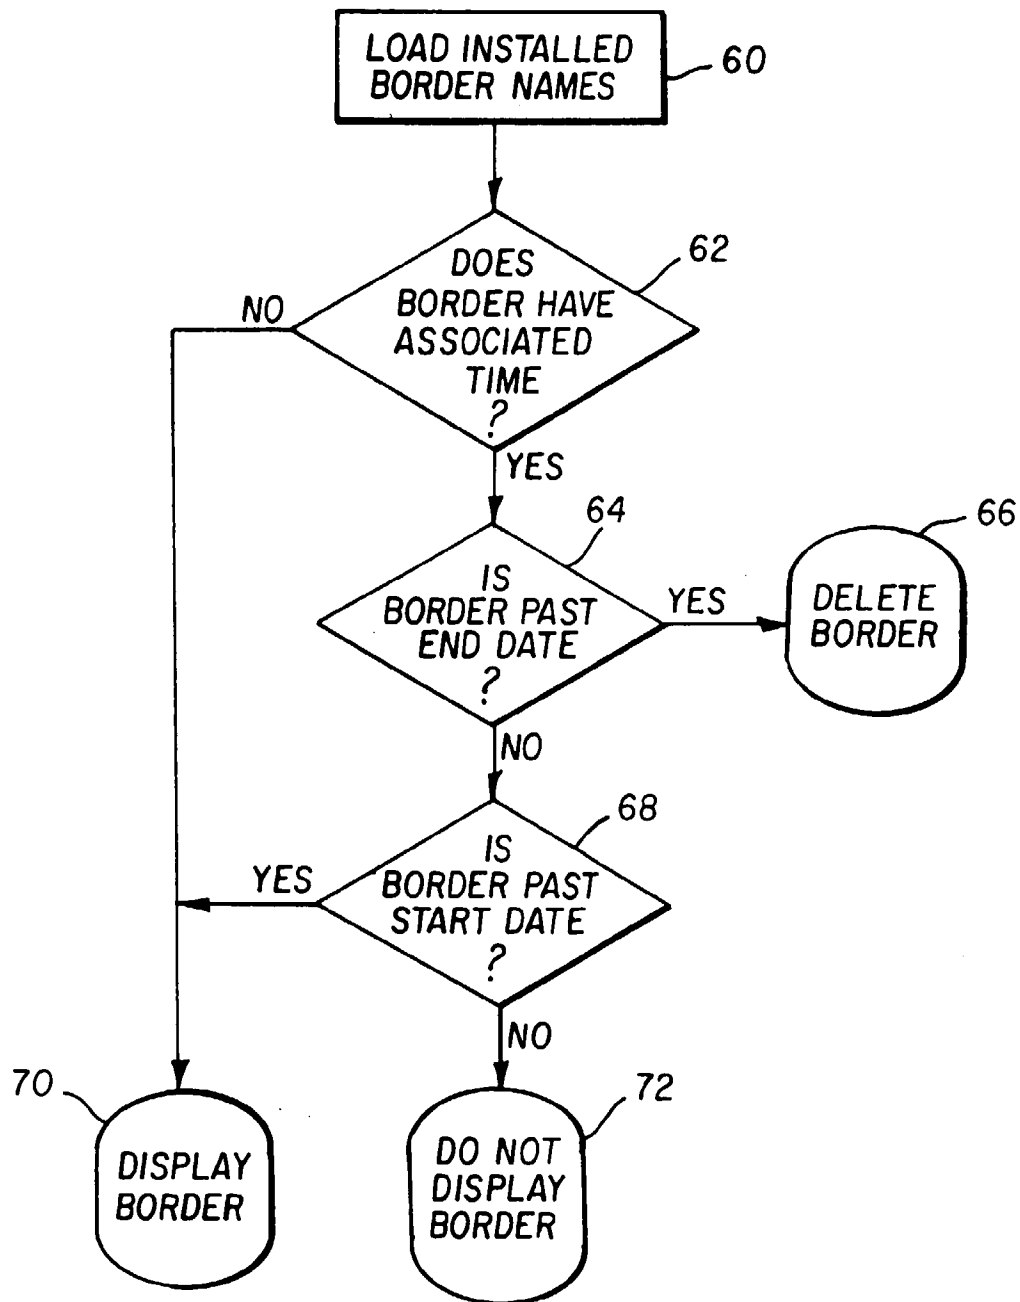 LOAD INSTALLED
BORDER NAMES
60
DOES
BORDER HAVE
ASSOCIATED
TIME
?
62
NO
YES
IS
BORDER PAST
END DATE
?
64
YES
DELETE
BORDER
66
NO
IS
BORDER PAST
START DATE
?
68
YES
NO
DISPLAY
BORDER
70
DO NOT
DISPLAY
BORDER
72